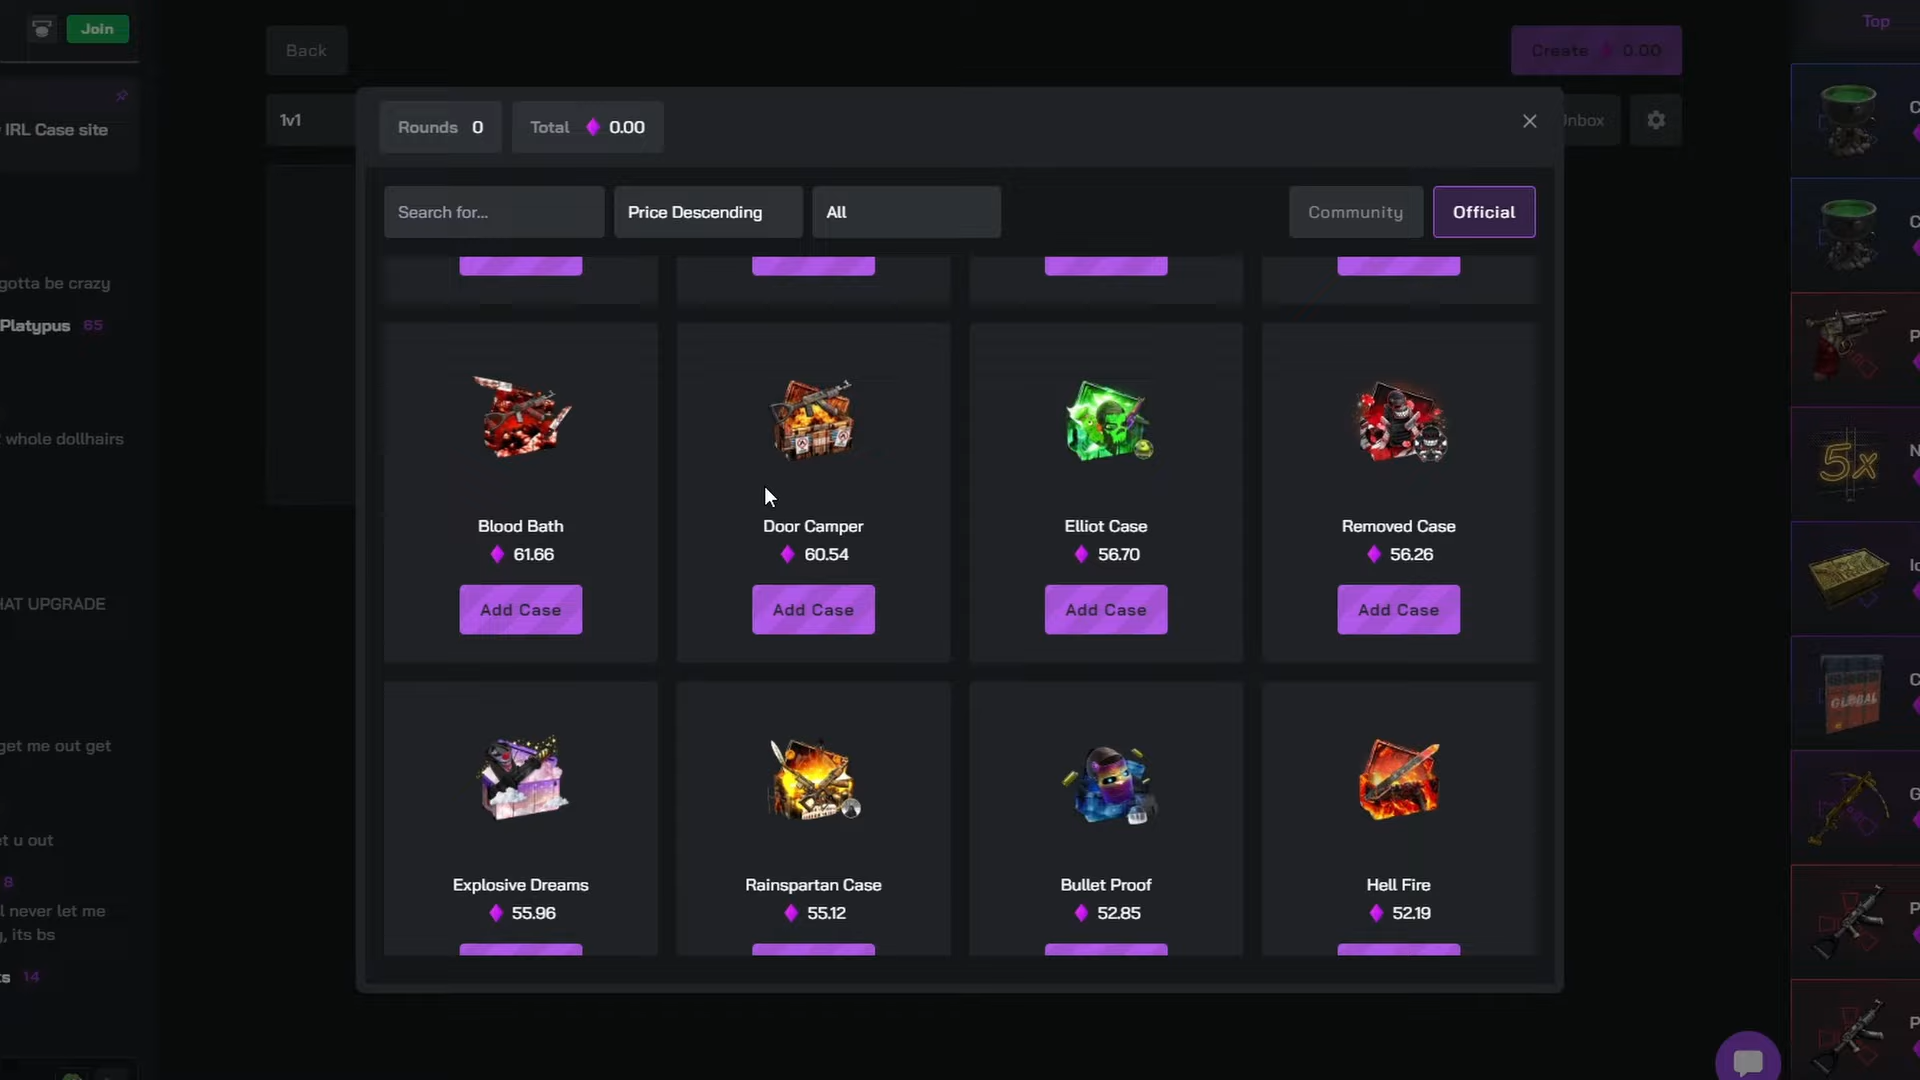 Join
Back
Create 0.00
Top
IRL Case site
1v1
Rounds 0
Total 0.00
Search for...
Price Descending
All
Community
Official
gotta be crazy
Platypus 65
whole dollhairs
HAT UPGRADE
get me out get
t u out
8
l never let me
, its bs
14
Blood Bath
61.66
Add Case
Door Camper
60.54
Add Case
Elliot Case
56.70
Add Case
Removed Case
56.26
Add Case
Explosive Dreams
55.96
Rainspartan Case
55.12
Bullet Proof
52.85
Hell Fire
52.19
5x
GLOBAL